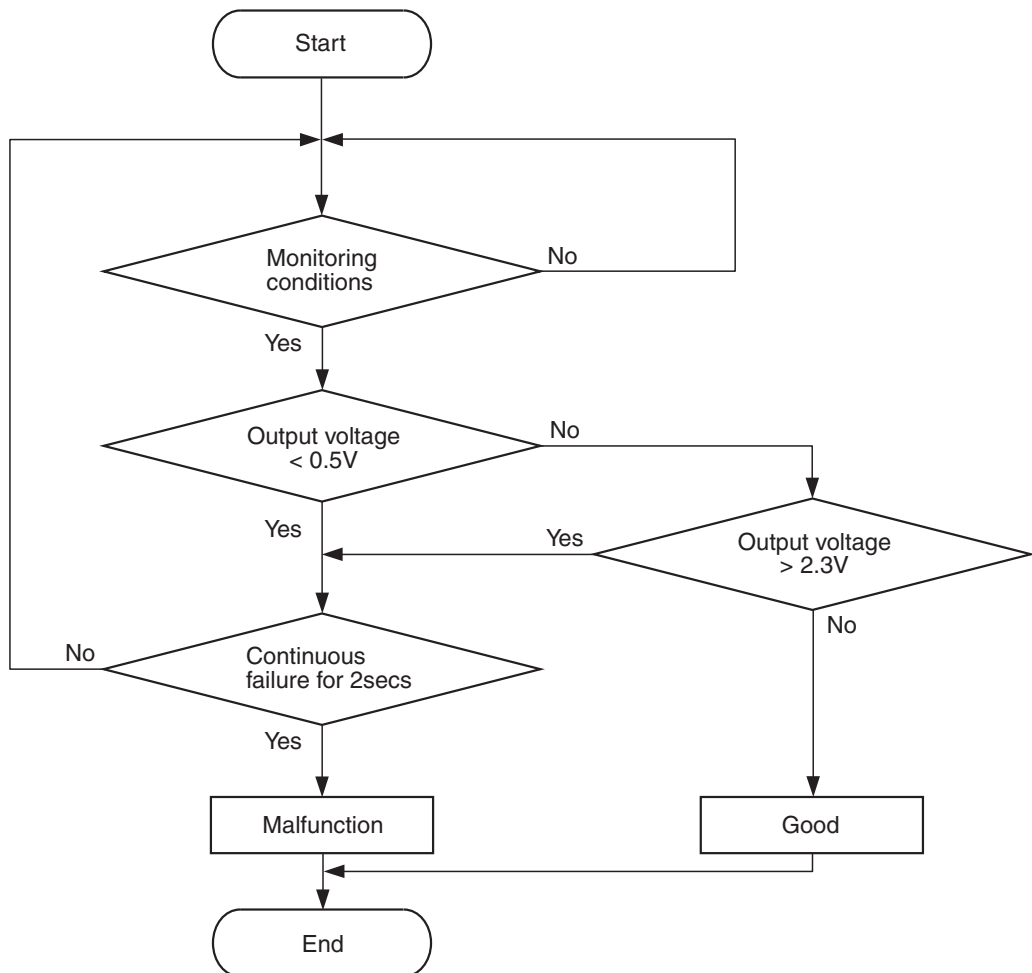 Start
Monitoring
conditions
No
Yes
Output voltage
< 0.5V
No
Yes
Yes
Output voltage
> 2.3V
No
No
Continuous
failure for 2secs
Yes
Malfunction
Good
End